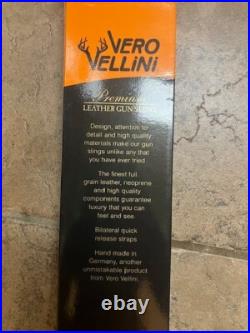 VERO
VELLINI
Premium
LEATHER GUN SLING
Design, attention to
detail and high quality
materials make our gun
slings unlike any that
you have ever tried
The finest full
grain leather, neoprene
and high quality
components guarantee
luxury that you can
feel and see.
Bilateral quick
release straps
Hand made in
Germany, another
unmistakable product
from Vero Vellini.
victual.de